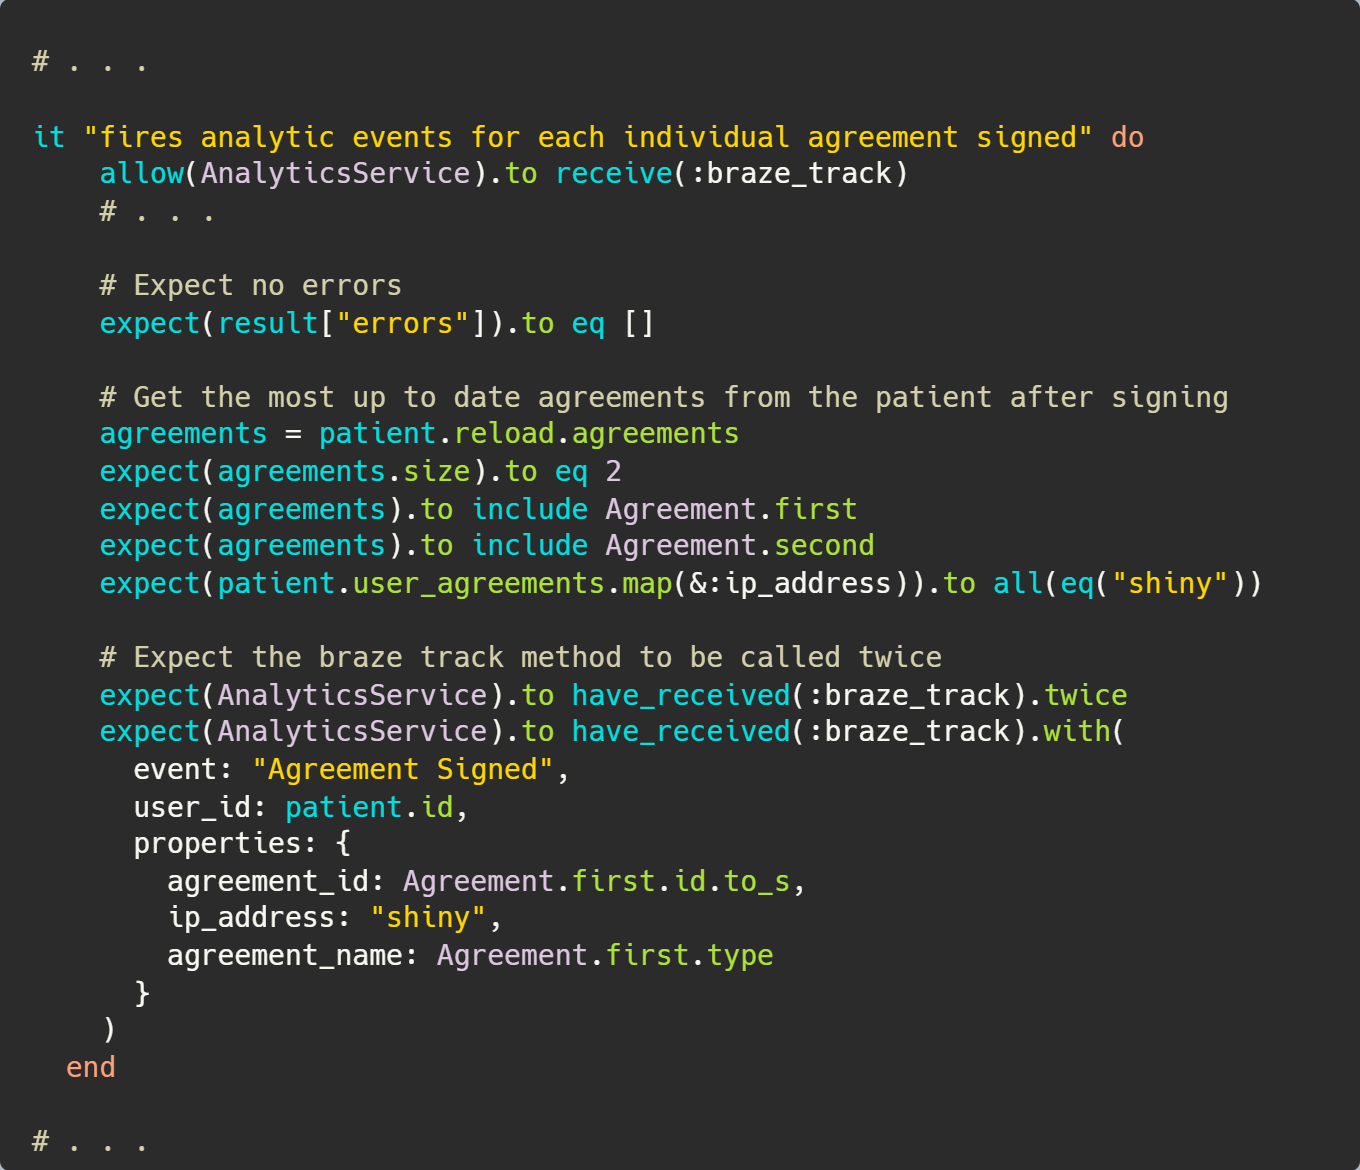 # . . .
it "fires analytic events for each individual agreement signed" do
allow(AnalyticsService).to receive(:braze_track)
# . . .
# Expect no errors
expect(result["errors"]).to eq []
# Get the most up to date agreements from the patient after signing
agreements = patient.reload.agreements
expect(agreements.size).to eq 2
expect(agreements).to include Agreement.first
expect(agreements).to include Agreement.second
expect(patient.user_agreements.map(&:ip_address)).to all(eq("shiny"))
# Expect the braze track method to be called twice
expect(AnalyticsService).to have_received(:braze_track).twice
expect(AnalyticsService).to have_received(:braze_track).with(
event: "Agreement Signed",
user_id: patient.id,
properties: {
agreement_id: Agreement.first.id.to_s,
ip_address: "shiny",
agreement_name: Agreement.first.type
}
)
end
# . . .